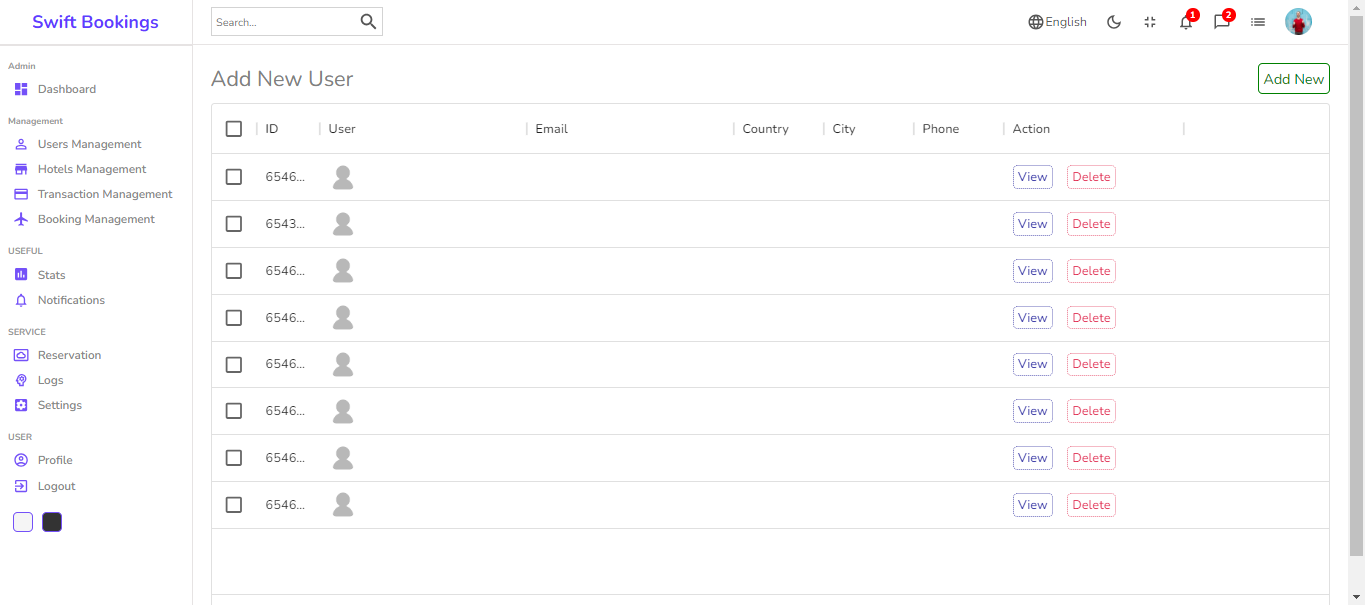 Swift Bookings
Search...
English
1
2
Admin
Dashboard
Management
Users Management
Hotels Management
Transaction Management
Booking Management
USEFUL
Stats
Notifications
SERVICE
Reservation
Logs
Settings
USER
Profile
Logout
Add New User
Add New
ID User Email Country City Phone Action
6546... View Delete
6543... View Delete
6546... View Delete
6546... View Delete
6546... View Delete
6546... View Delete
6546... View Delete
6546... View Delete